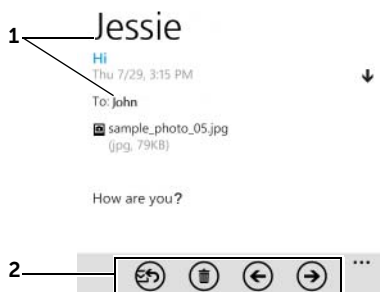 Jessie
1
Hi
Thu 7/29, 3:15 PM
To: John
sample_photo_05.jpg
(jpg, 79KB)
How are you?
2
...